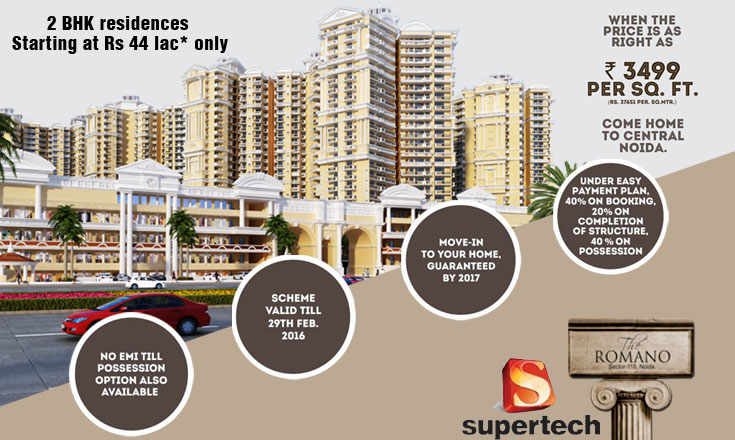 2 BHK residences
Starting at Rs 44 lac* only
WHEN THE
PRICE IS AS
RIGHT AS
₹ 3499
PER SQ. FT.
(RS. 37651 PER. SQ.MTR.)
COME HOME
TO CENTRAL
NOIDA.
UNDER EASY
PAYMENT PLAN,
40% ON BOOKING,
20% ON
COMPLETION
OF STRUCTURE,
40 % ON
POSSESSION
MOVE-IN
TO YOUR HOME,
GUARANTEED
BY 2017
SCHEME
VALID TILL
29TH FEB.
2016
NO EMI TILL
POSSESSION
OPTION ALSO
AVAILABLE
The
ROMANO
Sector-118, Noida
S
supertech